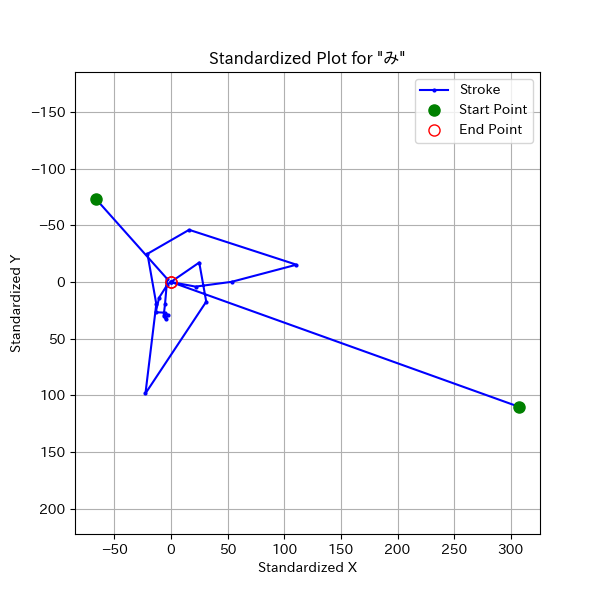 Standardized Plot for "み"
Stroke
Start Point
End Point
−150
−100
−50
0
50
100
150
200
Standardized Y
−50
0
50
100
150
200
250
300
Standardized X